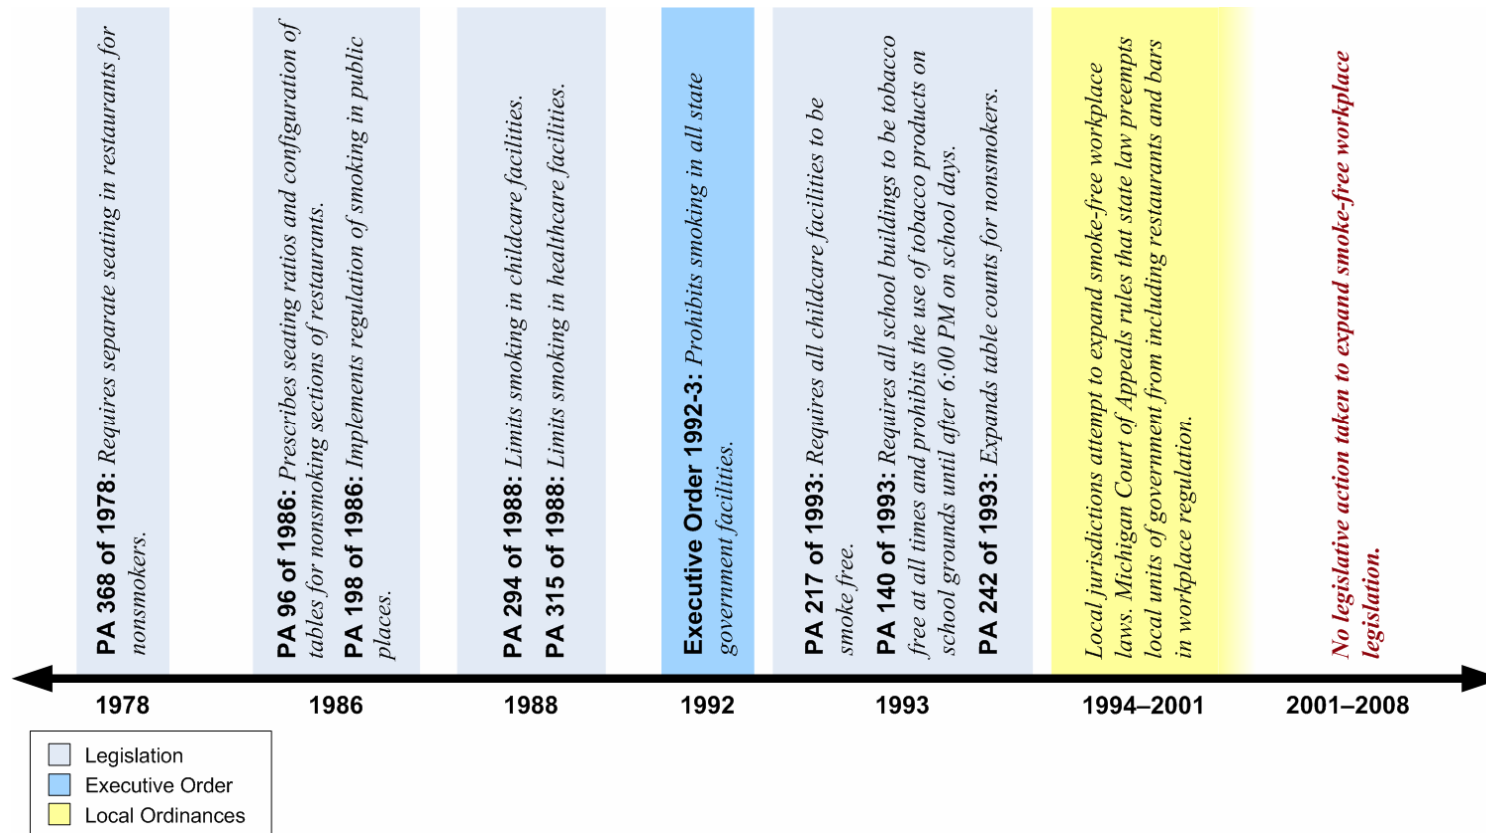 PA 368 of 1978: Requires separate seating in restaurants for
nonsmokers.
PA 96 of 1986: Prescribes seating ratios and configuration of
tables for nonsmoking sections of restaurants.
PA 198 of 1986: Implements regulation of smoking in public
places.
PA 294 of 1988: Limits smoking in childcare facilities.
PA 315 of 1988: Limits smoking in healthcare facilities.
Executive Order 1992-3: Prohibits smoking in all state
government facilities.
PA 217 of 1993: Requires all childcare facilities to be
smoke free.
PA 140 of 1993: Requires all school buildings to be tobacco
free at all times and prohibits the use of tobacco products on
school grounds until after 6:00 PM on school days.
PA 242 of 1993: Expands table counts for nonsmokers.
Local jurisdictions attempt to expand smoke-free workplace
laws. Michigan Court of Appeals rules that state law preempts
local units of government from including restaurants and bars
in workplace regulation.
No legislative action taken to expand smoke-free workplace
legislation.
1978
1986
1988
1992
1993
1994–2001
2001–2008
Legislation
Executive Order
Local Ordinances